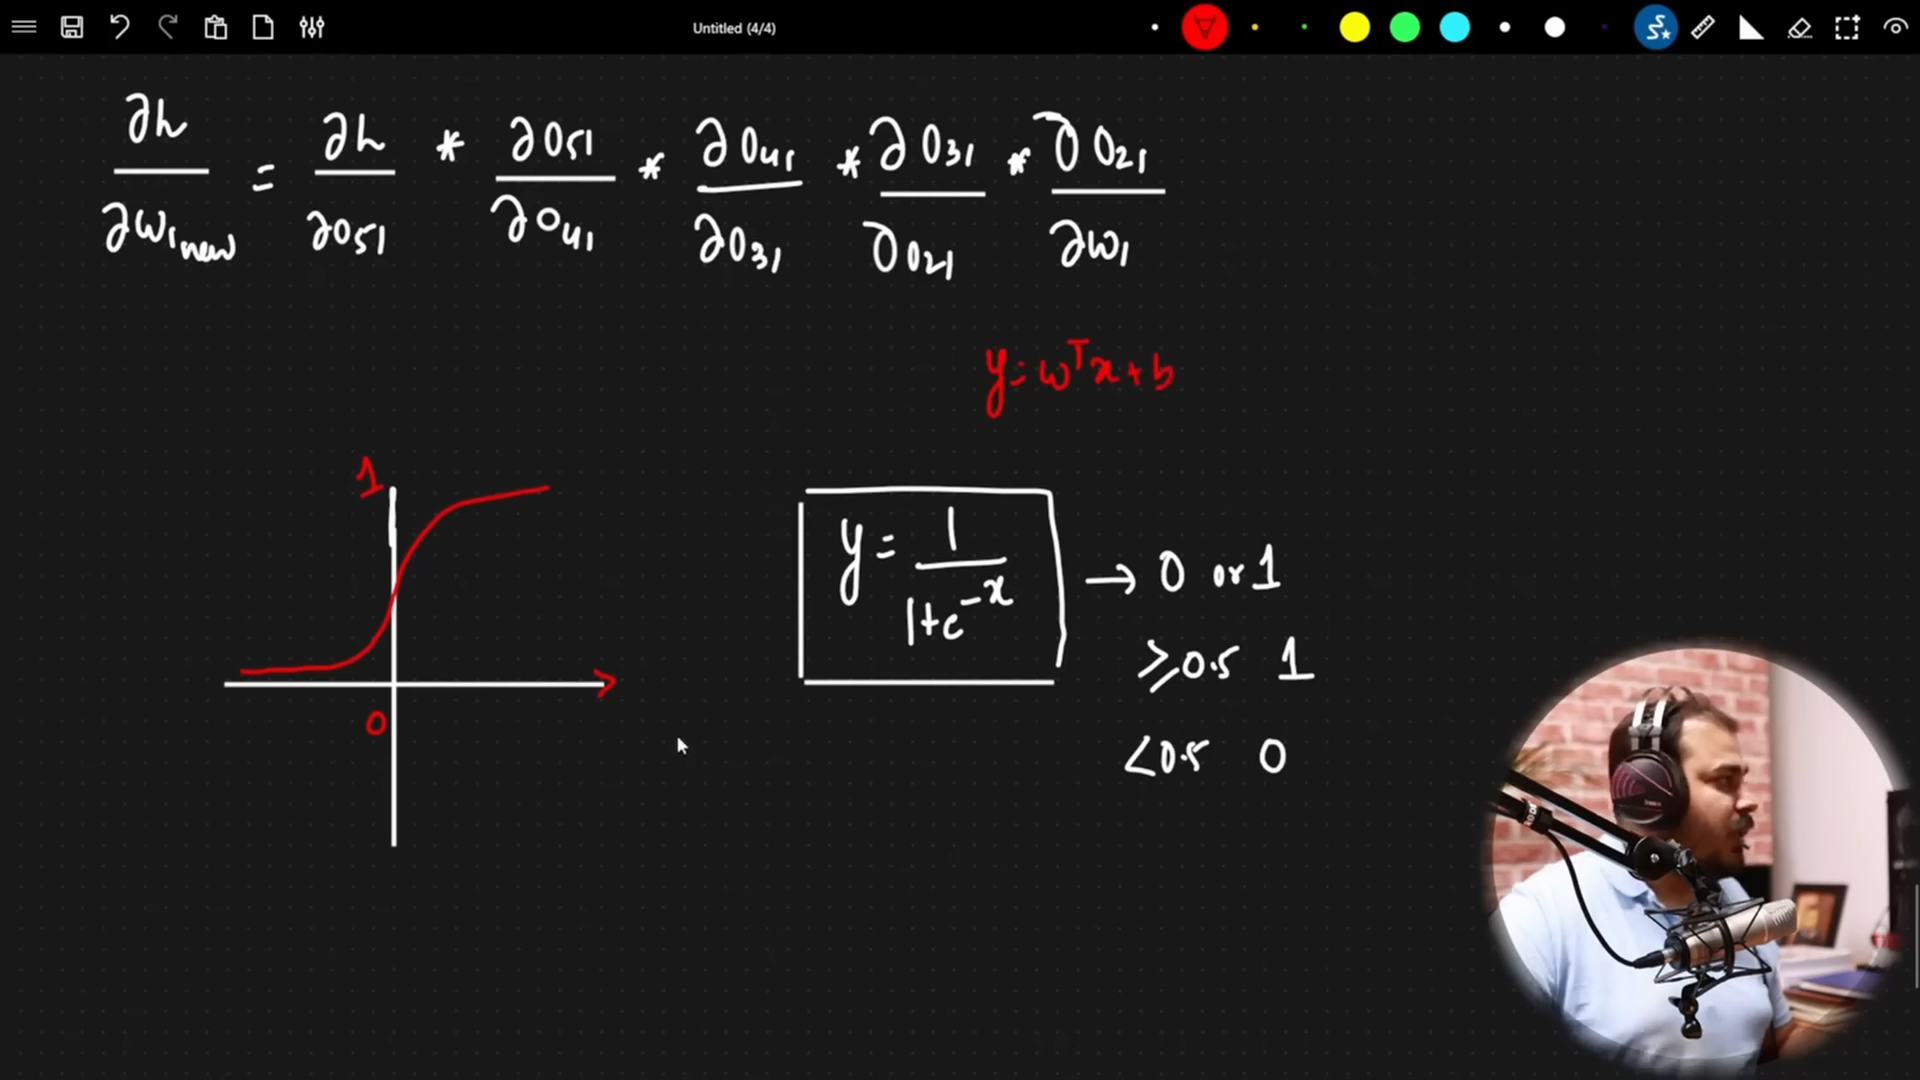 Untitled (4/4)
∂h/∂w₁new = ∂h/∂O51 * ∂O51/∂O41 * ∂O41/∂O31 * ∂O31/∂O21 * ∂O21/∂w₁
y = wᵀx + b
1
y = 1/(1+e⁻ˣ) → 0 or 1
≥0.5 1
0
<0.5 0